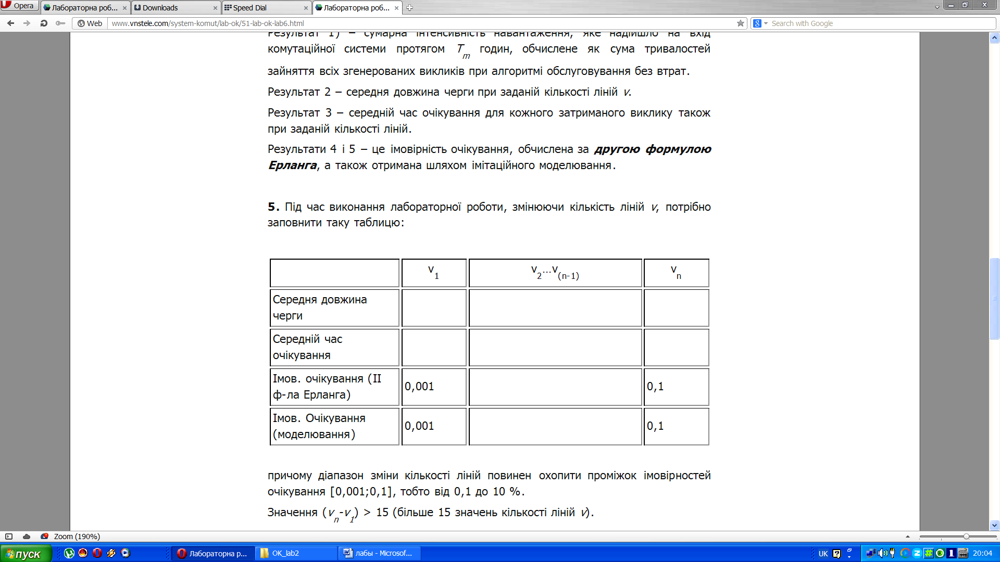 Opera
Лабораторна роб...
Downloads
Speed Dial
Лабораторна роб...
Web
www.vnstele.com/system-komut/lab-ok/51-lab-ok-lab6.html
Search with Google
Результат 1) – сумарна інтенсивність навантаження, яке надійшло на вхід
комутаційної системи протягом Tm годин, обчислене як сума тривалостей
зайняття всіх згенерованих викликів при алгоритмі обслуговування без втрат.
Результат 2 – середня довжина черги при заданій кількості ліній v.
Результат 3 – середній час очікування для кожного затриманого виклику також
при заданій кількості ліній.
Результати 4 і 5 – це імовірність очікування, обчислена за другою формулою
Ерланга, а також отримана шляхом імітаційного моделювання.
5. Під час виконання лабораторної роботи, змінюючи кількість ліній v, потрібно
заповнити таку таблицю:
v1 v2...v(n-1) vn
Середня довжина
черги
Середній час
очікування
Імов. очікування (II
ф-ла Ерланга)
0,001 0,1
Імов. Очікування
(моделювання)
0,001 0,1
причому діапазон зміни кількості ліній повинен охопити проміжок імовірностей
очікування [0,001;0,1], тобто від 0,1 до 10 %.
Значення (vn-v1) > 15 (більше 15 значень кількості ліній v).
Zoom (190%)
пуск
Лабораторна р...
OK_lab2
лабы - Microsof...
UK
20:04